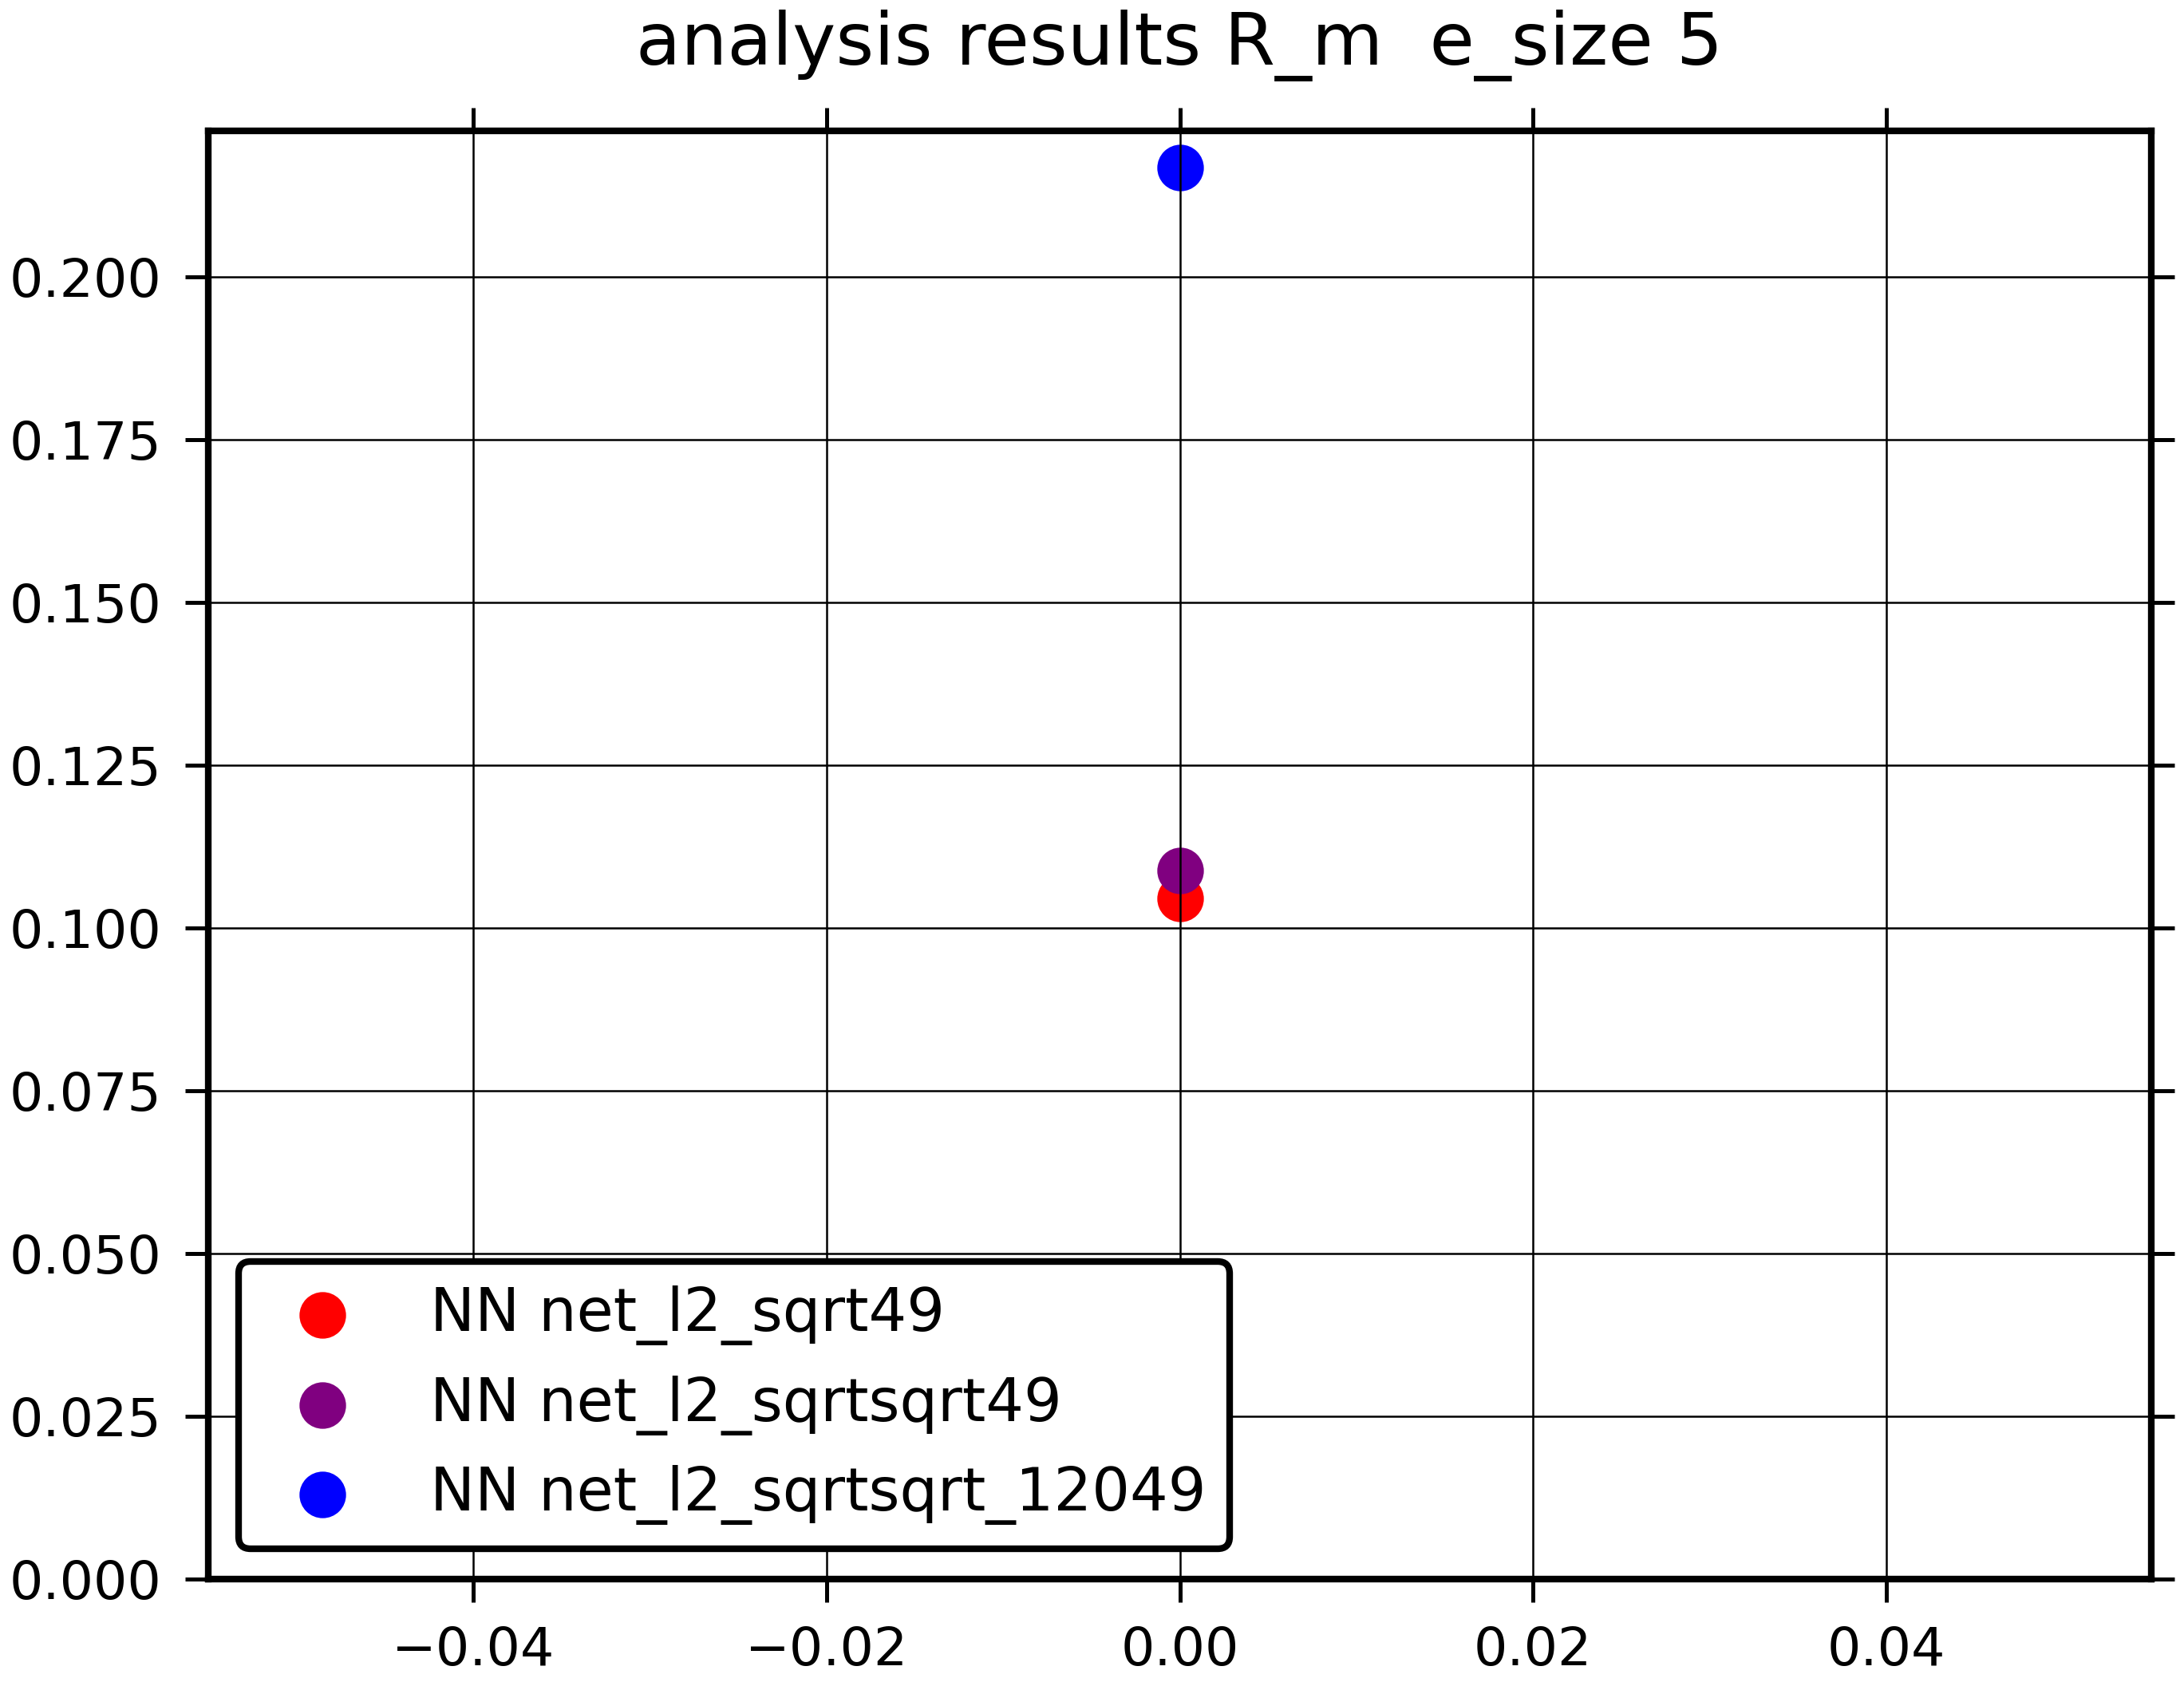 analysis results R_m  e_size 5
0.200
0.175
0.150
0.125
0.100
0.075
0.050
0.025
0.000
NN net_l2_sqrt49
NN net_l2_sqrtsqrt49
NN net_l2_sqrtsqrt_12049
−0.04 −0.02 0.00 0.02 0.04